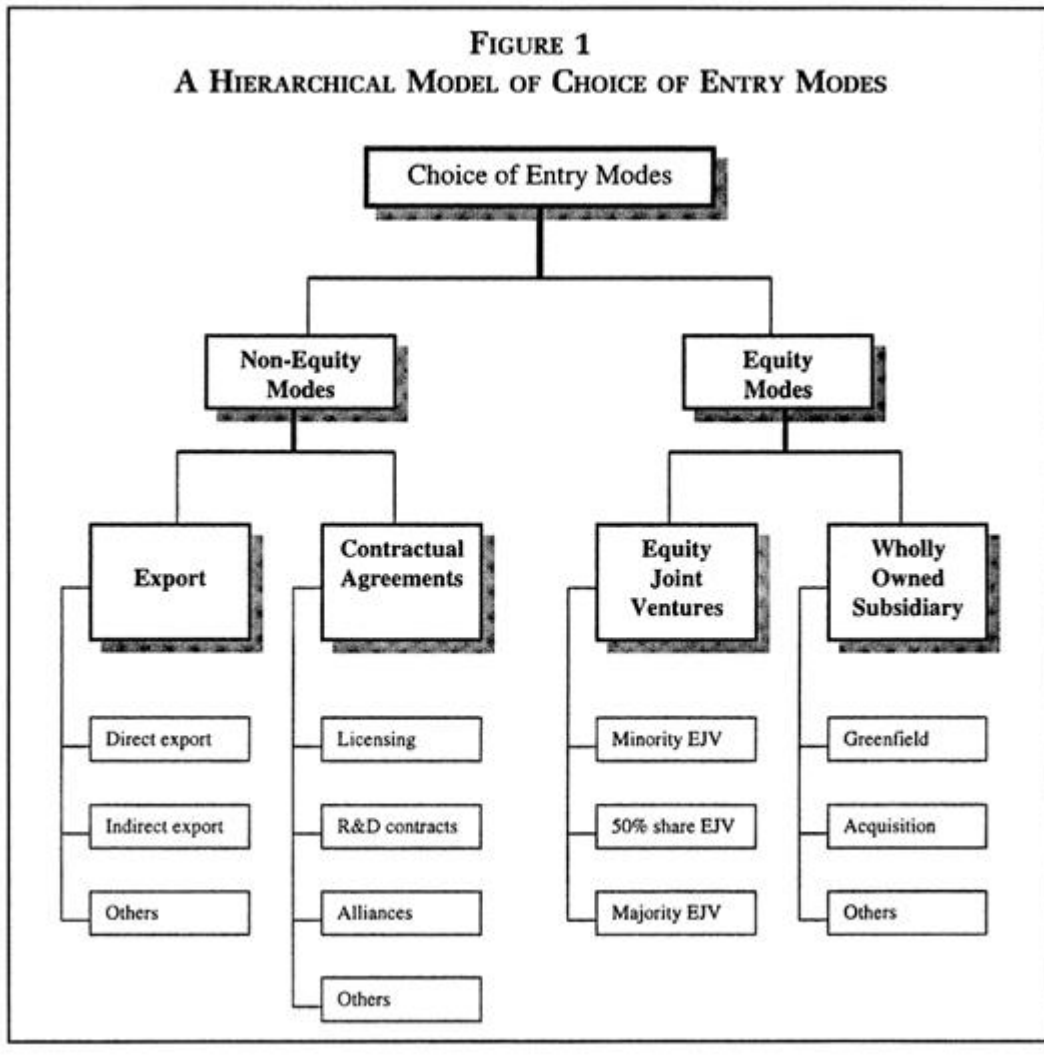 FIGURE 1
A HIERARCHICAL MODEL OF CHOICE OF ENTRY MODES
Choice of Entry Modes
Non-Equity
Modes
Equity
Modes
Export
Contractual
Agreements
Equity
Joint
Ventures
Wholly
Owned
Subsidiary
Direct export
Indirect export
Others
Licensing
R&D contracts
Alliances
Others
Minority EJV
50% share EJV
Majority EJV
Greenfield
Acquisition
Others